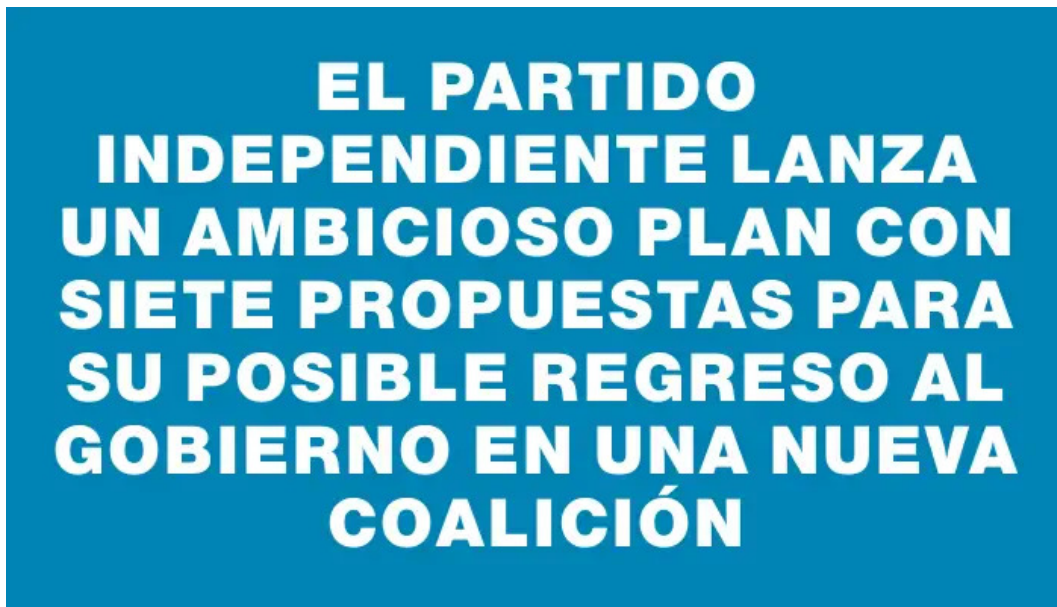 EL PARTIDO
INDEPENDIENTE LANZA
UN AMBICIOSO PLAN CON
SIETE PROPUESTAS PARA
SU POSIBLE REGRESO AL
GOBIERNO EN UNA NUEVA
COALICIÓN